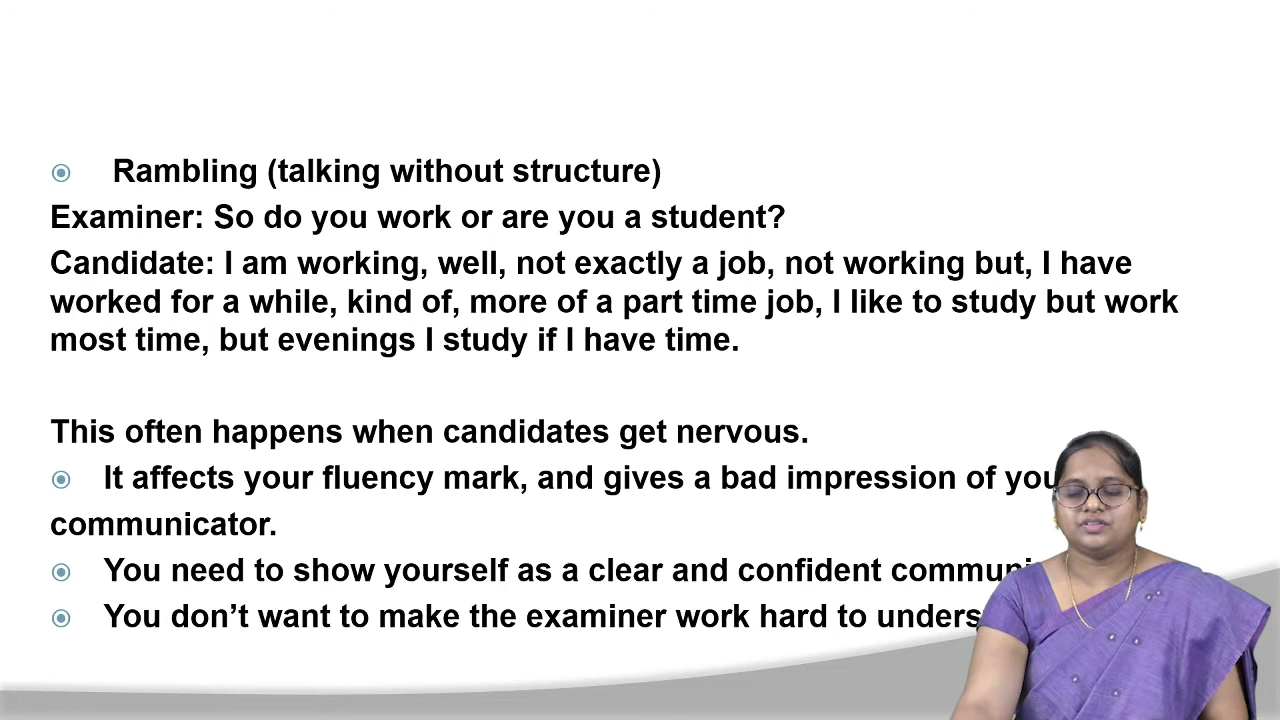 Rambling (talking without structure)
Examiner: So do you work or are you a student?
Candidate: I am working, well, not exactly a job, not working but, I have
worked for a while, kind of, more of a part time job, I like to study but work
most time, but evenings I study if I have time.
This often happens when candidates get nervous.
It affects your fluency mark, and gives a bad impression of
communicator.
You need to show yourself as a clear and confident
You don’t want to make the examiner work hard to